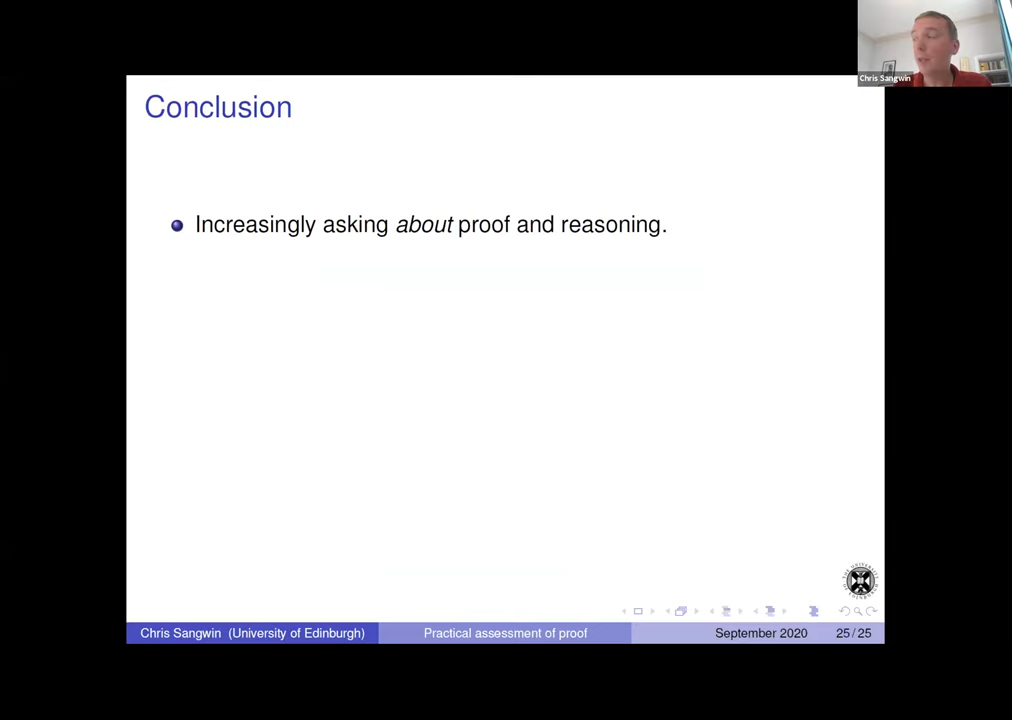 Chris Sangwin
Conclusion
Increasingly asking about proof and reasoning.
Chris Sangwin (University of Edinburgh)
Practical assessment of proof
September 2020
25 / 25